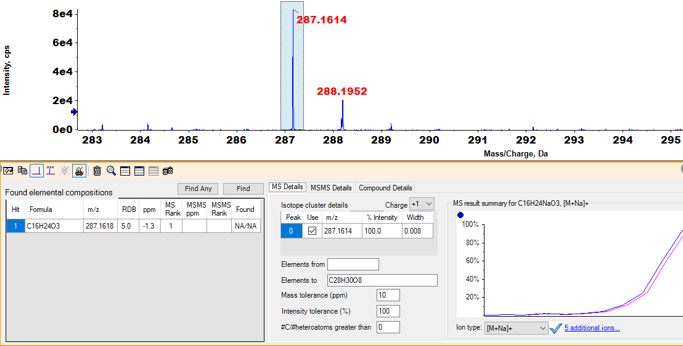 8e4
287.1614
Intensity, cps
6e4
4e4
288.1952
2e4
0e0
283 284 285 286 287 288 289 290 291 292 293 294 295
Mass/Charge, Da
Found elemental compositions
Find Any Find
Hit Formula m/z RDB ppm MS Rank MSMS ppm MSMS Rank Found
1 C16H24O3 287.1618 5.0 -1.3 1 NA/NA
MS Details MSMS Details Compound Details
Isotope cluster details Charge +1
Peak Use m/z % Intensity Width
0 287.1614 100.0 0.008
Elements from
Elements to C28H30O8
Mass tolerance (ppm) 10
Intensity tolerance (%) 100
#C/#hetercatoms greater than 0
MS result summary for C16H24NaO3, [M+Na]+
100%
80%
60%
40%
20%
Ion type: [M+Na]+ 5 additional ions...